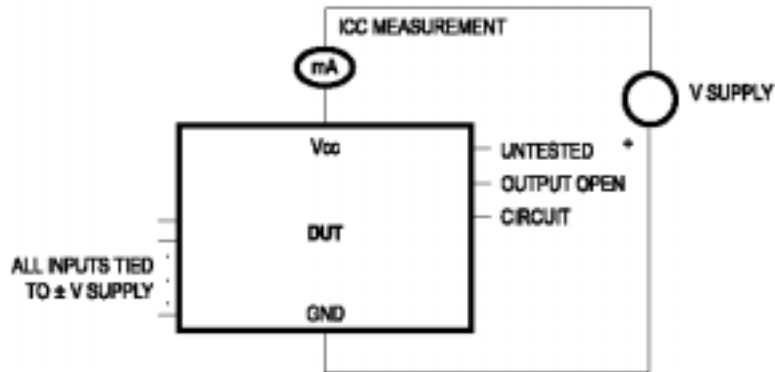 ICC MEASUREMENT
mA
V SUPPLY
+
Vcc
UNTESTED
OUTPUT OPEN
CIRCUIT
DUT
ALL INPUTS TIED
TO ± V SUPPLY
GND